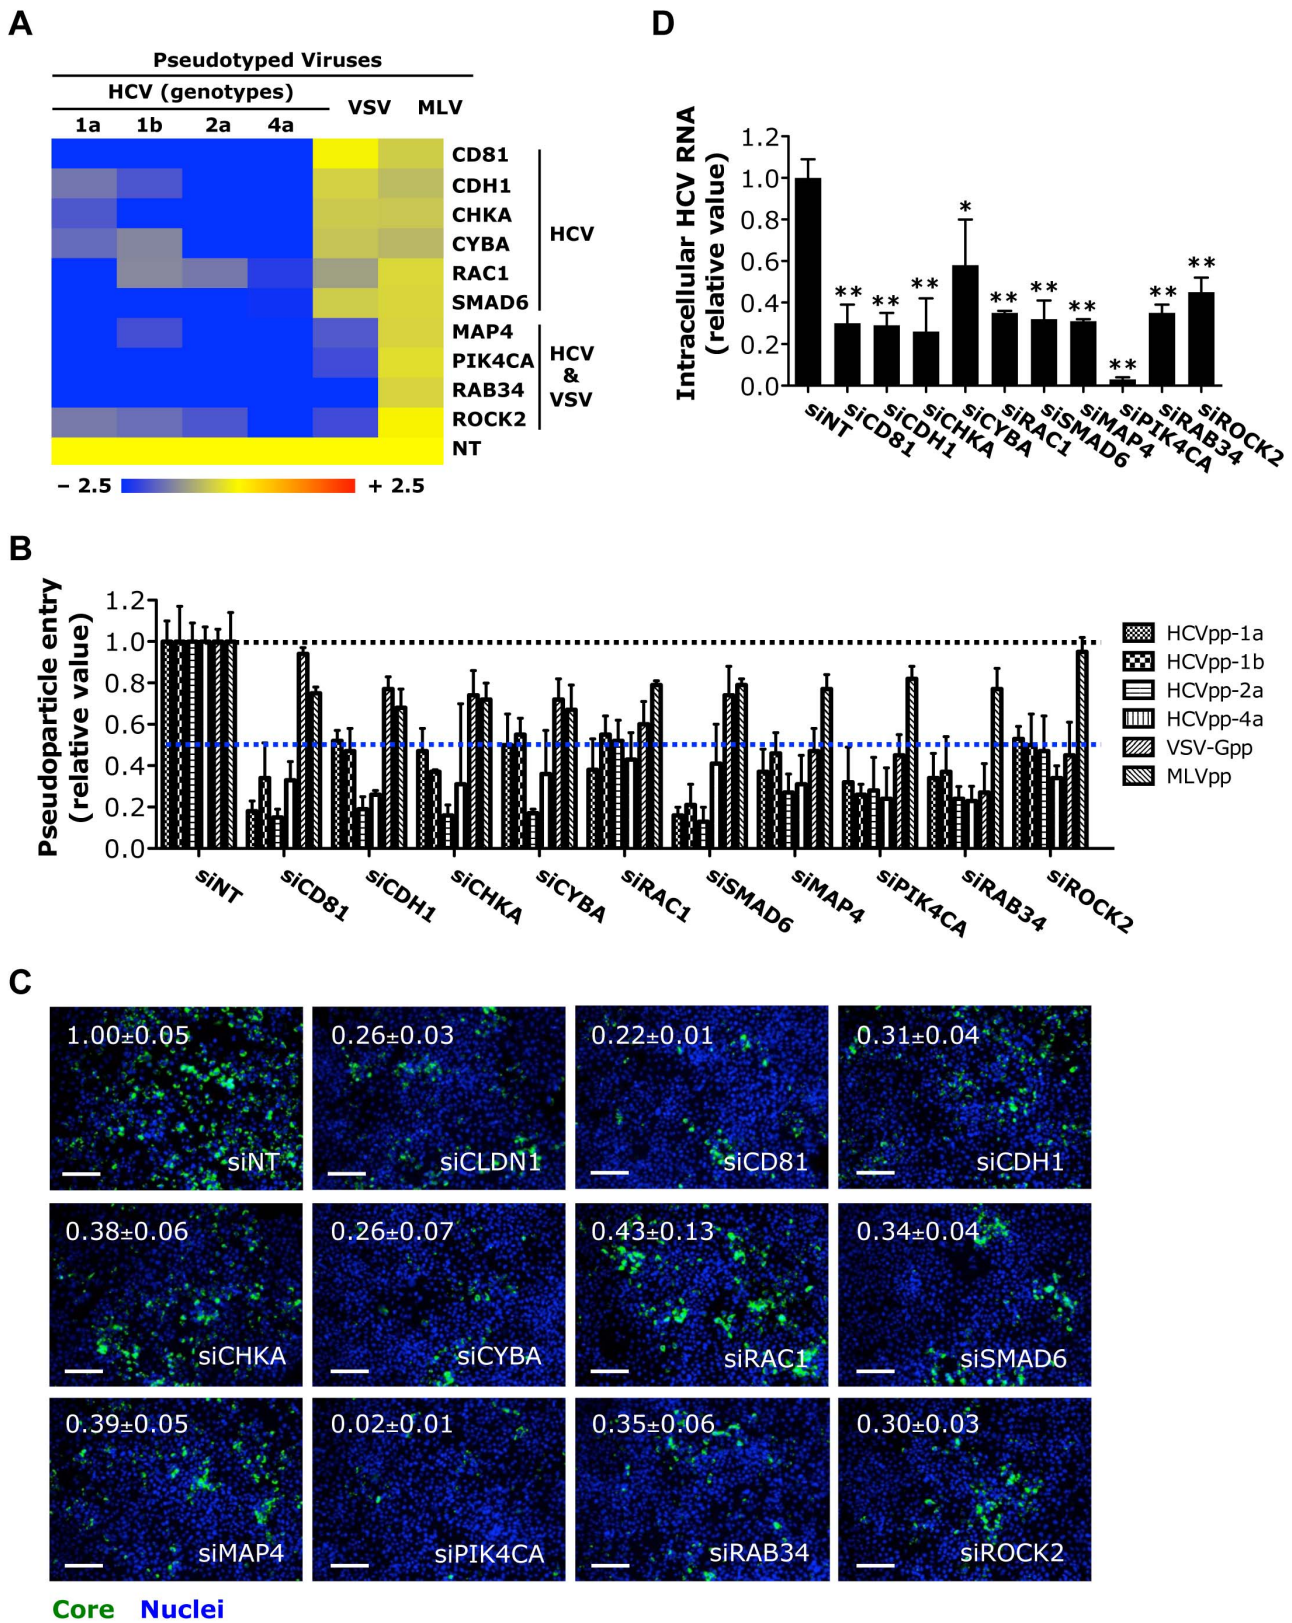 A
Pseudotyped Viruses
HCV (genotypes)
VSV MLV
1a 1b 2a 4a
CD81
CDH1
CHKA
CYBA
RAC1
SMAD6
MAP4
PIK4CA
RAB34
ROCK2
NT
HCV
HCV
&
VSV
− 2.5 + 2.5
D
Intracellular HCV RNA
(relative value)
1.2
1.0
0.8
0.6
0.4
0.2
0.0
** ** ** * ** ** ** ** ** **
siNT siCD81 siCDH1 siCHKA siCYBA siRAC1 siSMAD6 siMAP4 siPIK4CA siRAB34 siROCK2
B
Pseudoparticle entry
(relative value)
1.2
1.0
0.8
0.6
0.4
0.2
0.0
siNT siCD81 siCDH1 siCHKA siCYBA siRAC1 siSMAD6 siMAP4 siPIK4CA siRAB34 siROCK2
HCVpp-1a
HCVpp-1b
HCVpp-2a
HCVpp-4a
VSV-Gpp
MLVpp
C
1.00±0.05
siNT
0.26±0.03
siCLDN1
0.22±0.01
siCD81
0.31±0.04
siCDH1
0.38±0.06
siCHKA
0.26±0.07
siCYBA
0.43±0.13
siRAC1
0.34±0.04
siSMAD6
0.39±0.05
siMAP4
0.02±0.01
siPIK4CA
0.35±0.06
siRAB34
0.30±0.03
siROCK2
Core Nuclei